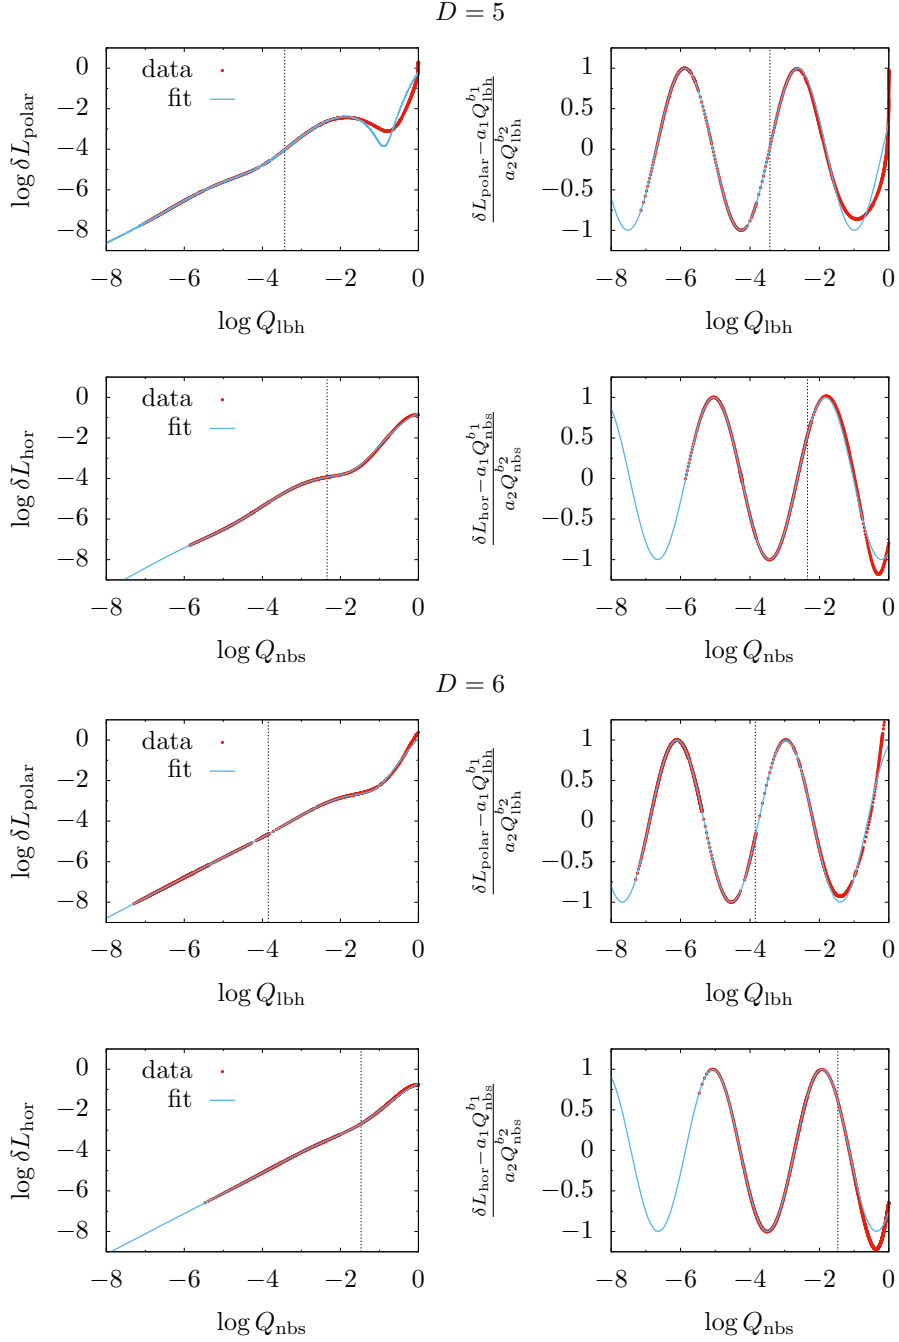 D = 5
0
−2
−4
−6
−8
log δL_polar
data
fit
−8 −6 −4 −2 0
log Q_lbh
1
0.5
0
−0.5
−1
(δL_polar − a_1 Q_lbh^{b_1}) / (a_2 Q_lbh^{b_2})
−8 −6 −4 −2 0
log Q_lbh
0
−2
−4
−6
−8
log δL_hor
data
fit
−8 −6 −4 −2 0
log Q_nbs
1
0.5
0
−0.5
−1
(δL_hor − a_1 Q_nbs^{b_1}) / (a_2 Q_nbs^{b_2})
−8 −6 −4 −2 0
log Q_nbs
D = 6
0
−2
−4
−6
−8
log δL_polar
data
fit
−8 −6 −4 −2 0
log Q_lbh
1
0.5
0
−0.5
−1
(δL_polar − a_1 Q_lbh^{b_1}) / (a_2 Q_lbh^{b_2})
−8 −6 −4 −2 0
log Q_lbh
0
−2
−4
−6
−8
log δL_hor
data
fit
−8 −6 −4 −2 0
log Q_nbs
1
0.5
0
−0.5
−1
(δL_hor − a_1 Q_nbs^{b_1}) / (a_2 Q_nbs^{b_2})
−8 −6 −4 −2 0
log Q_nbs